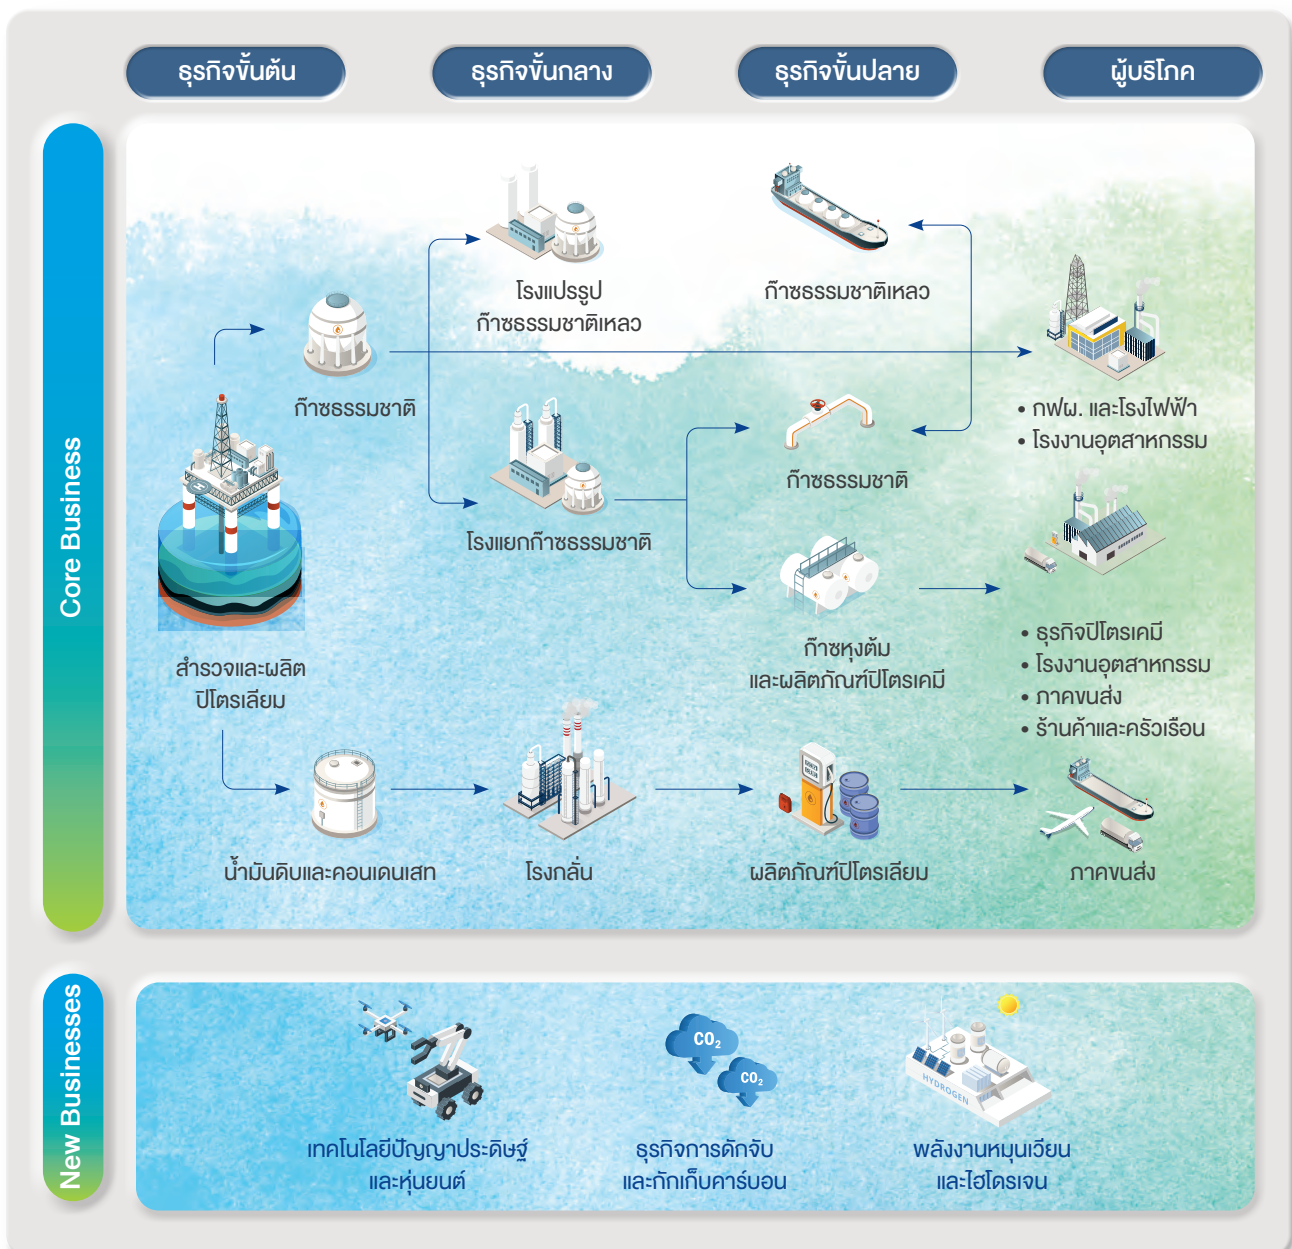 ธุรกิจขั้นต้น
ธุรกิจขั้นกลาง
ธุรกิจขั้นปลาย
ผู้บริโภค
Core Business
โรงแปรรูป
ก๊าซธรรมชาติเหลว
ก๊าซธรรมชาติเหลว
ก๊าซธรรมชาติ
• กฟผ. และโรงไฟฟ้า
• โรงงานอุตสาหกรรม
ก๊าซธรรมชาติ
โรงแยกก๊าซธรรมชาติ
สำรวจและผลิต
ปิโตรเลียม
ก๊าซหุงต้ม
และผลิตภัณฑ์ปิโตรเคมี
• ธุรกิจปิโตรเคมี
• โรงงานอุตสาหกรรม
• ภาคขนส่ง
• ร้านค้าและครัวเรือน
น้ำมันดิบและคอนเดนเสท
โรงกลั่น
ผลิตภัณฑ์ปิโตรเลียม
ภาคขนส่ง
New Businesses
CO₂
CO₂
HYDROGEN
เทคโนโลยีปัญญาประดิษฐ์
และหุ่นยนต์
ธุรกิจการดักจับ
และกักเก็บคาร์บอน
พลังงานหมุนเวียน
และไฮโดรเจน